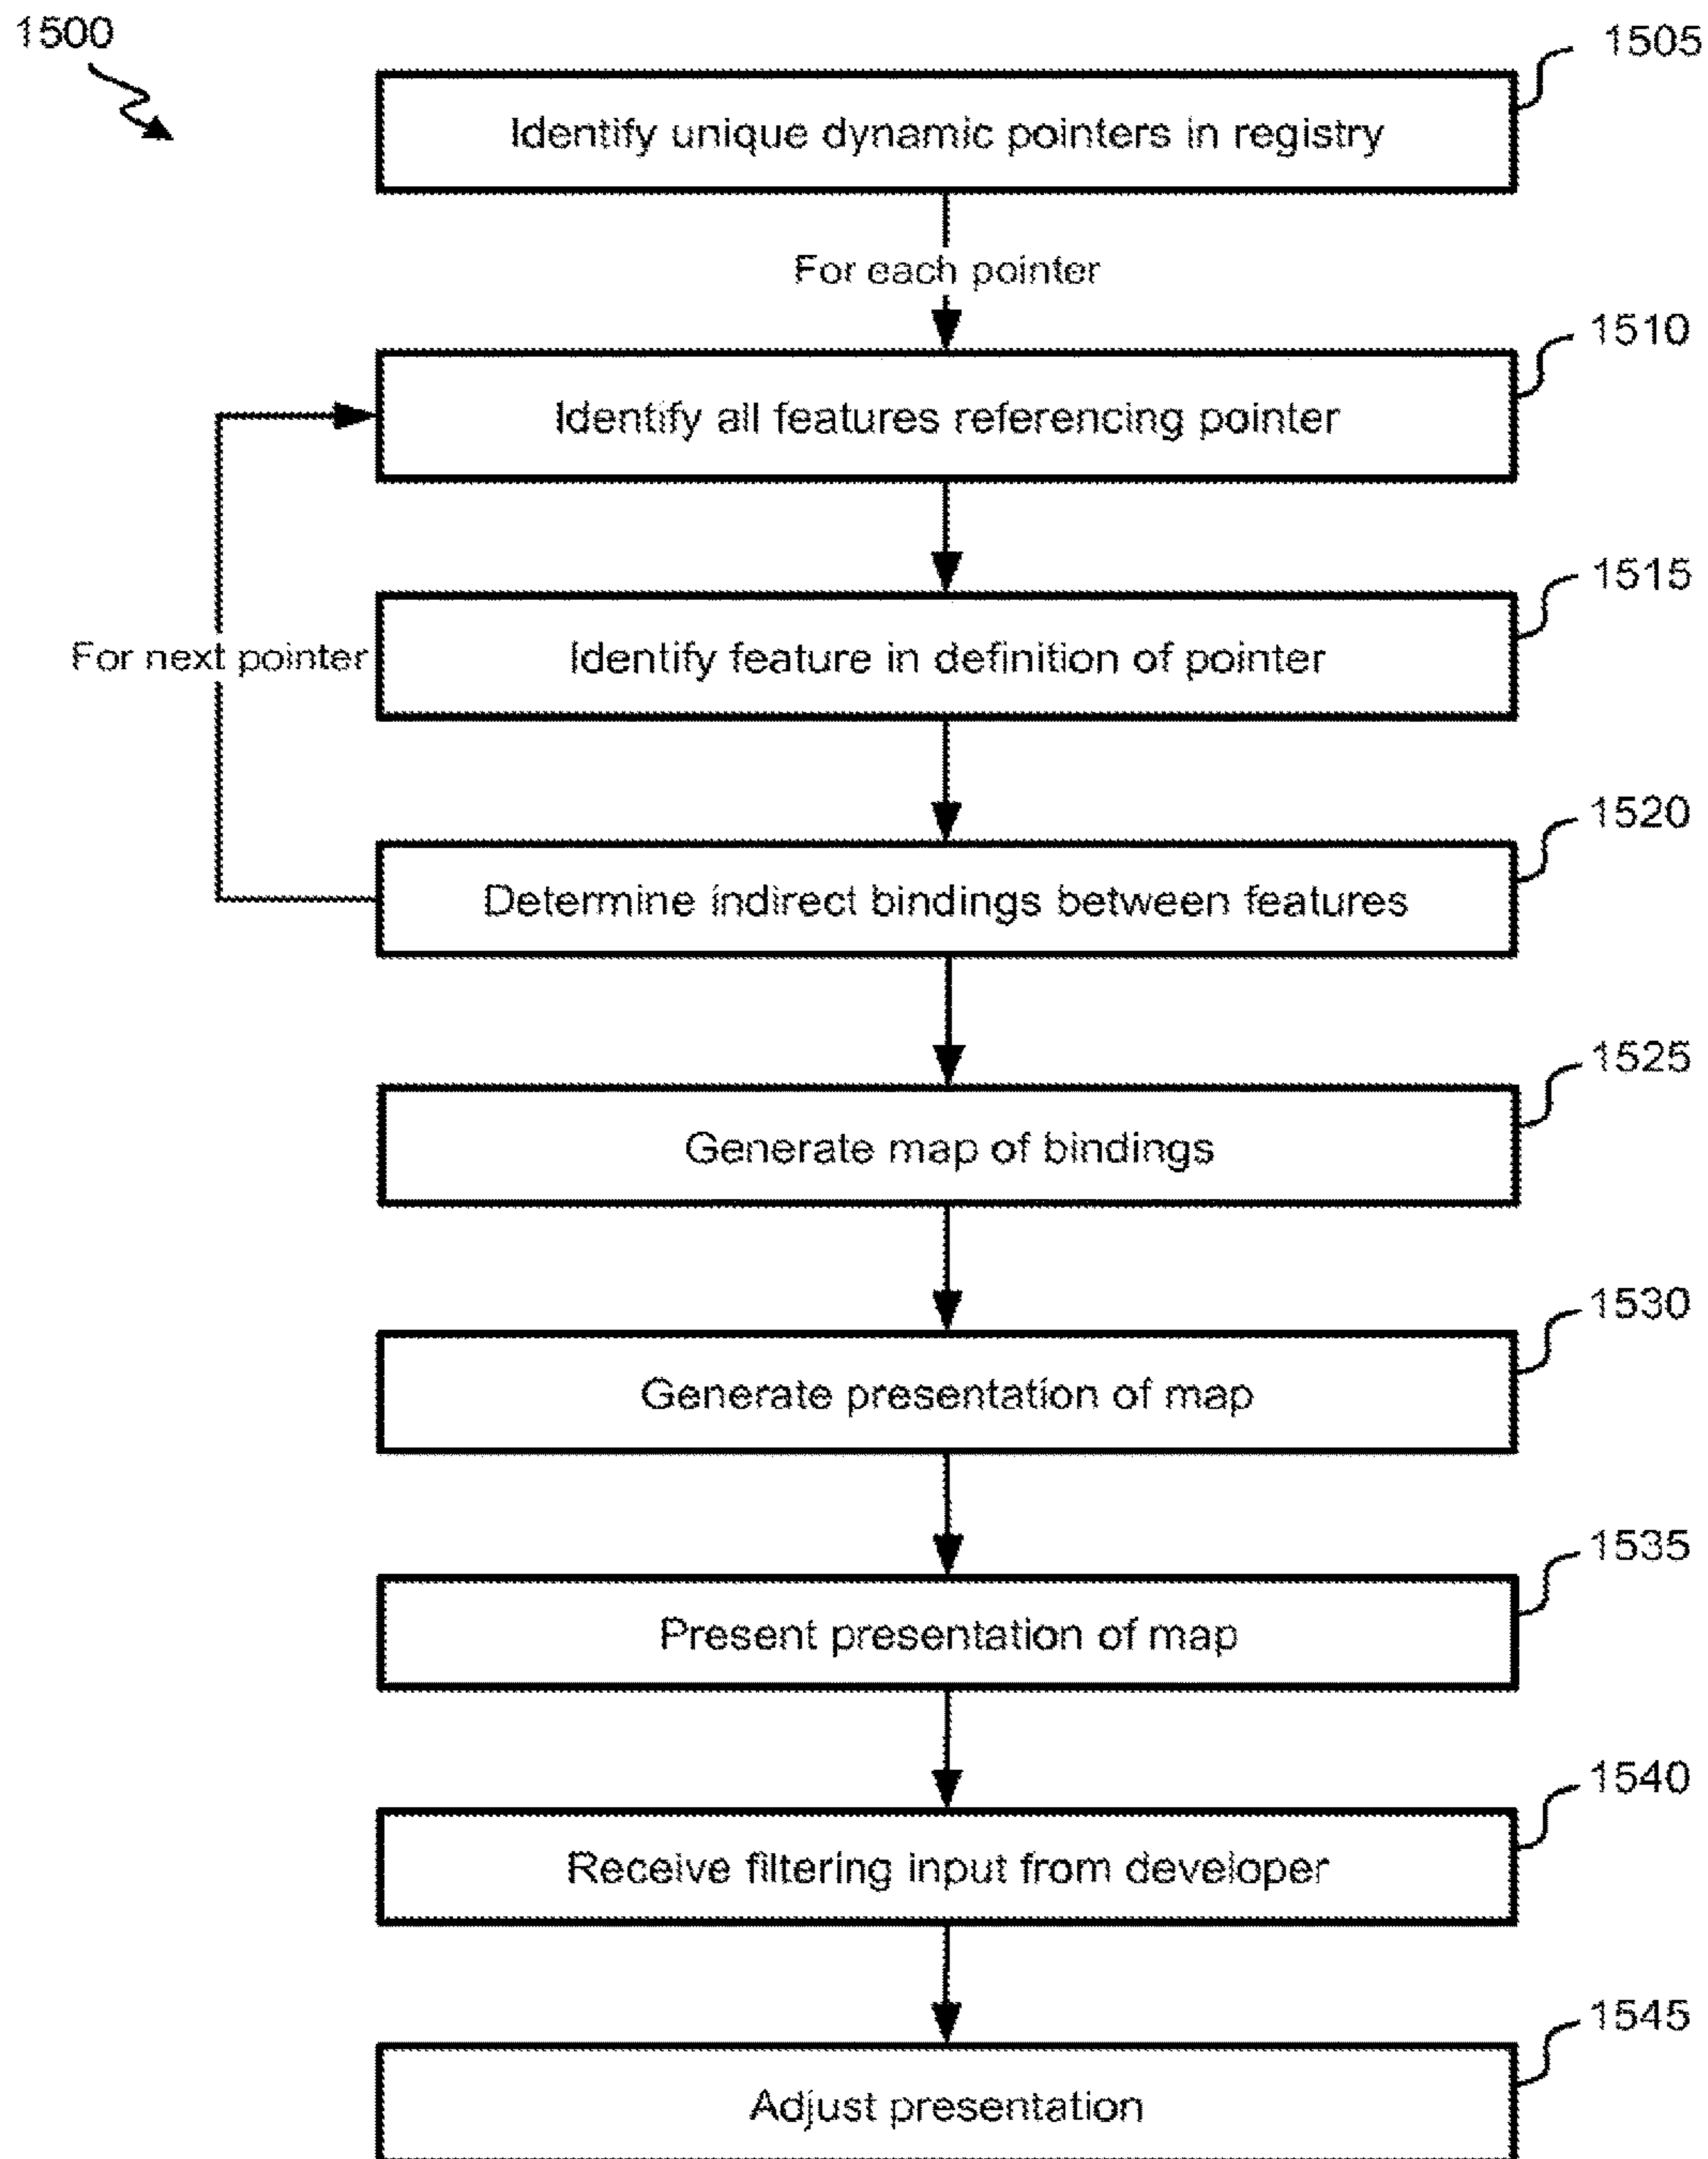 1500
1505
Identify unique dynamic pointers in registry
For each pointer
1510
Identify all features referencing pointer
1515
Identify feature in definition of pointer
For next pointer
1520
Determine indirect bindings between features
1525
Generate map of bindings
1530
Generate presentation of map
1535
Present presentation of map
1540
Receive filtering input from developer
1545
Adjust presentation